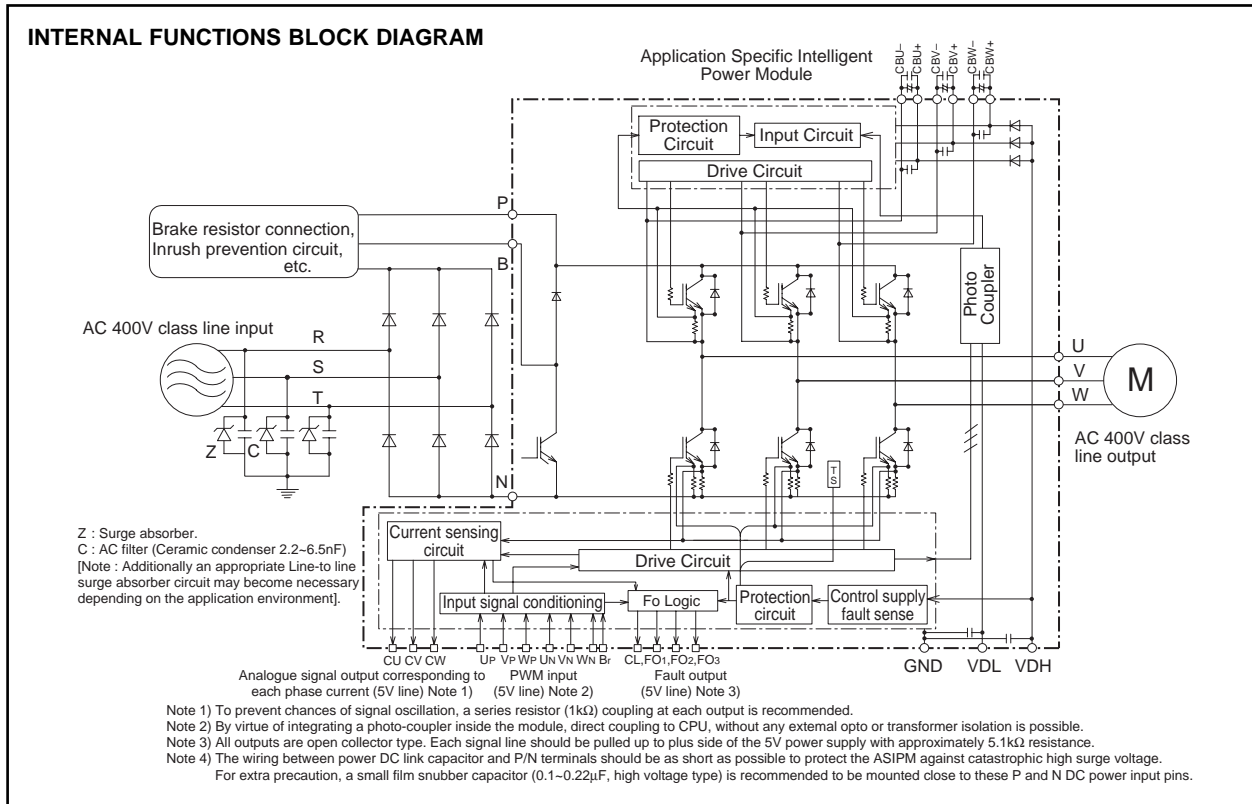 INTERNAL FUNCTIONS BLOCK DIAGRAM
Application Specific Intelligent
Power Module
CBU–
CBU+
CBV–
CBV+
CBW–
CBW+
Protection
Circuit
Input Circuit
Drive Circuit
P
Brake resistor connection,
Inrush prevention circuit,
etc.
B
Photo
Coupler
AC 400V class line input
R
S
T
U
V
W
M
AC 400V class
line output
Z
C
N
TS
Z : Surge absorber.
C : AC filter (Ceramic condenser 2.2~6.5nF)
[Note : Additionally an appropriate Line-to line
surge absorber circuit may become necessary
depending on the application environment].
Current sensing
circuit
Drive Circuit
Input signal conditioning
Fo Logic
Protection
circuit
Control supply
fault sense
CU CV CW
UP VP WP UN VN WN Br
CL,FO1,FO2,FO3
GND
VDL
VDH
Analogue signal output corresponding to
each phase current (5V line) Note 1)
PWM input
(5V line) Note 2)
Fault output
(5V line) Note 3)
Note 1) To prevent chances of signal oscillation, a series resistor (1kΩ) coupling at each output is recommended.
Note 2) By virtue of integrating a photo-coupler inside the module, direct coupling to CPU, without any external opto or transformer isolation is possible.
Note 3) All outputs are open collector type. Each signal line should be pulled up to plus side of the 5V power supply with approximately 5.1kΩ resistance.
Note 4) The wiring between power DC link capacitor and P/N terminals should be as short as possible to protect the ASIPM against catastrophic high surge voltage.
For extra precaution, a small film snubber capacitor (0.1~0.22μF, high voltage type) is recommended to be mounted close to these P and N DC power input pins.